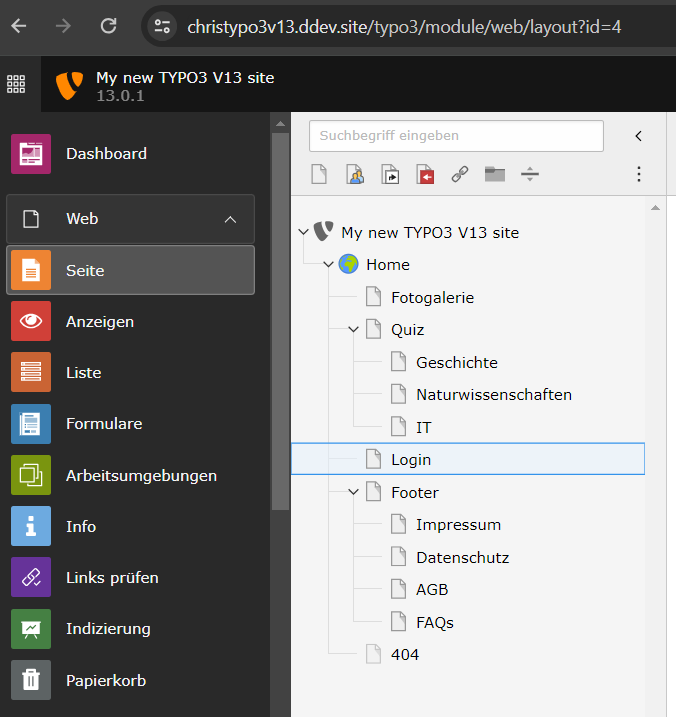 christypo3v13.ddev.site/typo3/module/web/layout?id=4
My new TYPO3 V13 site
13.0.1
Dashboard
Web
Seite
Anzeigen
Liste
Formulare
Arbeitsumgebungen
Info
Links prüfen
Indizierung
Papierkorb
Suchbegriff eingeben
My new TYPO3 V13 site
Home
Fotogalerie
Quiz
Geschichte
Naturwissenschaften
IT
Login
Footer
Impressum
Datenschutz
AGB
FAQs
404